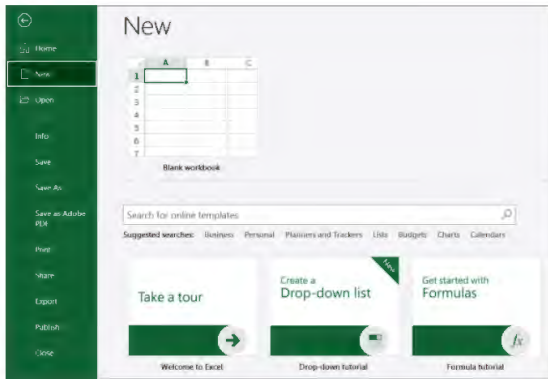 New
Home
New
Open
Info
Save
Save As
Save as Adobe
PDF
Print
Share
Export
Publish
Close
A B C
1
2
3
4
5
6
7
Blank workbook
Search for online templates
Suggested searches: Business Personal Planners and Trackers Lists Budgets Charts Calendars
Take a tour
Welcome to Excel
New
Create a
Drop-down list
Drop-down tutorial
Get started with
Formulas
fx
Formula tutorial